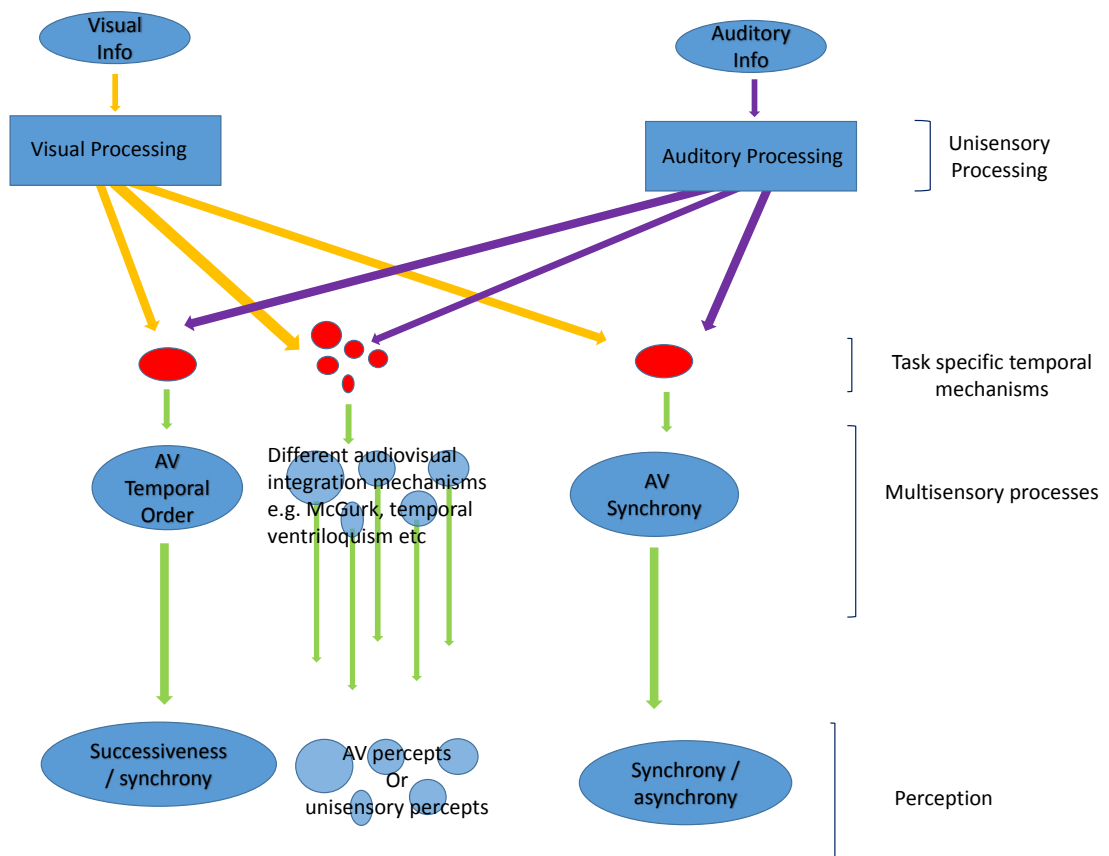 Visual
Info
Auditory
Info
Visual Processing
Auditory Processing
Unisensory
Processing
Task specific temporal
mechanisms
AV
Temporal
Order
Different audiovisual
integration mechanisms
e.g. McGurk, temporal
ventriloquism etc
AV
Synchrony
Multisensory processes
Successiveness
/ synchrony
AV percepts
Or
unisensory percepts
Synchrony /
asynchrony
Perception